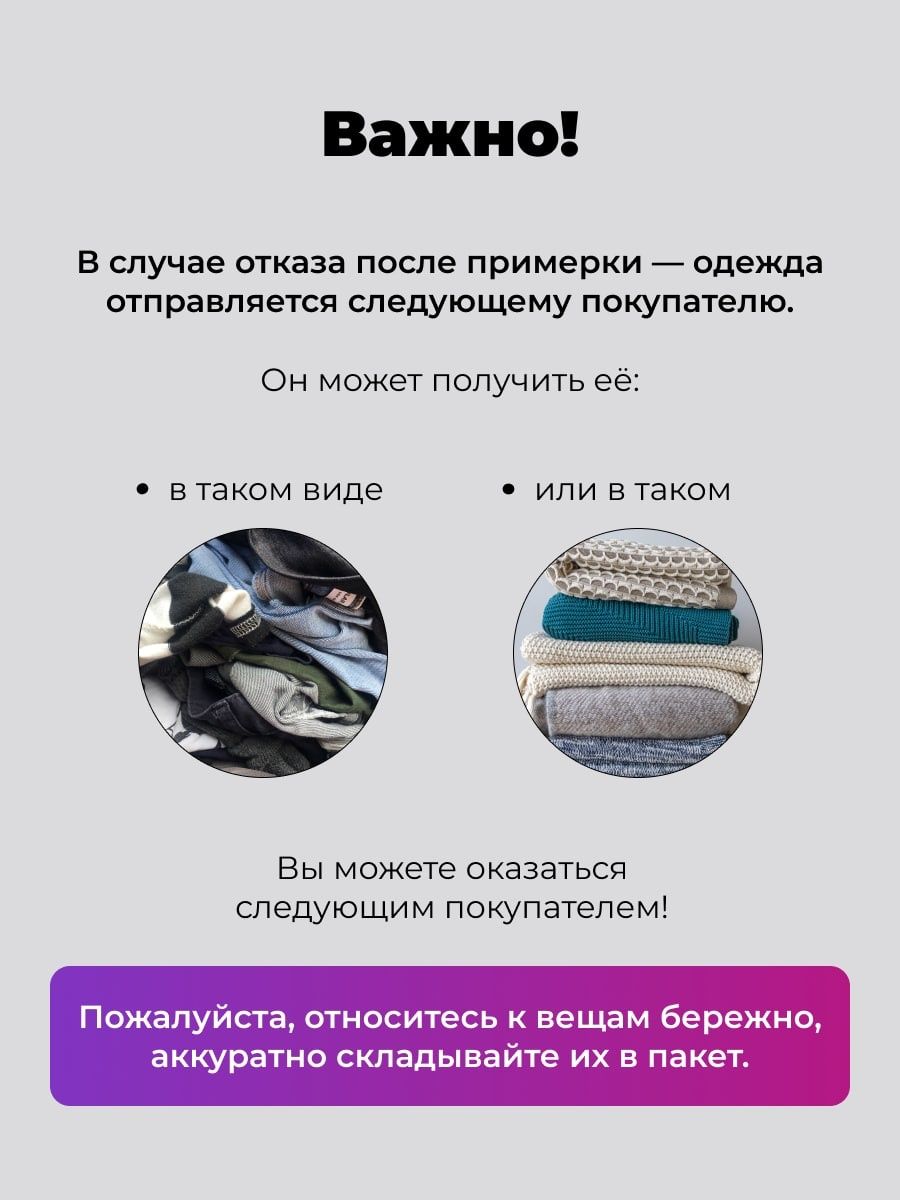 Важно!
В случае отказа после примерки — одежда
отправляется следующему покупателю.
Он может получить её:
• в таком виде
• или в таком
Вы можете оказаться
следующим покупателем!
Пожалуйста, относитесь к вещам бережно,
аккуратно складывайте их в пакет.